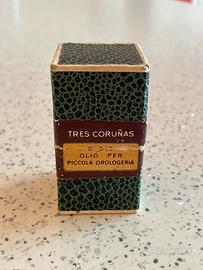 TRES CORUÑAS
OLIO PER
PICCOLA OROLOGERIA